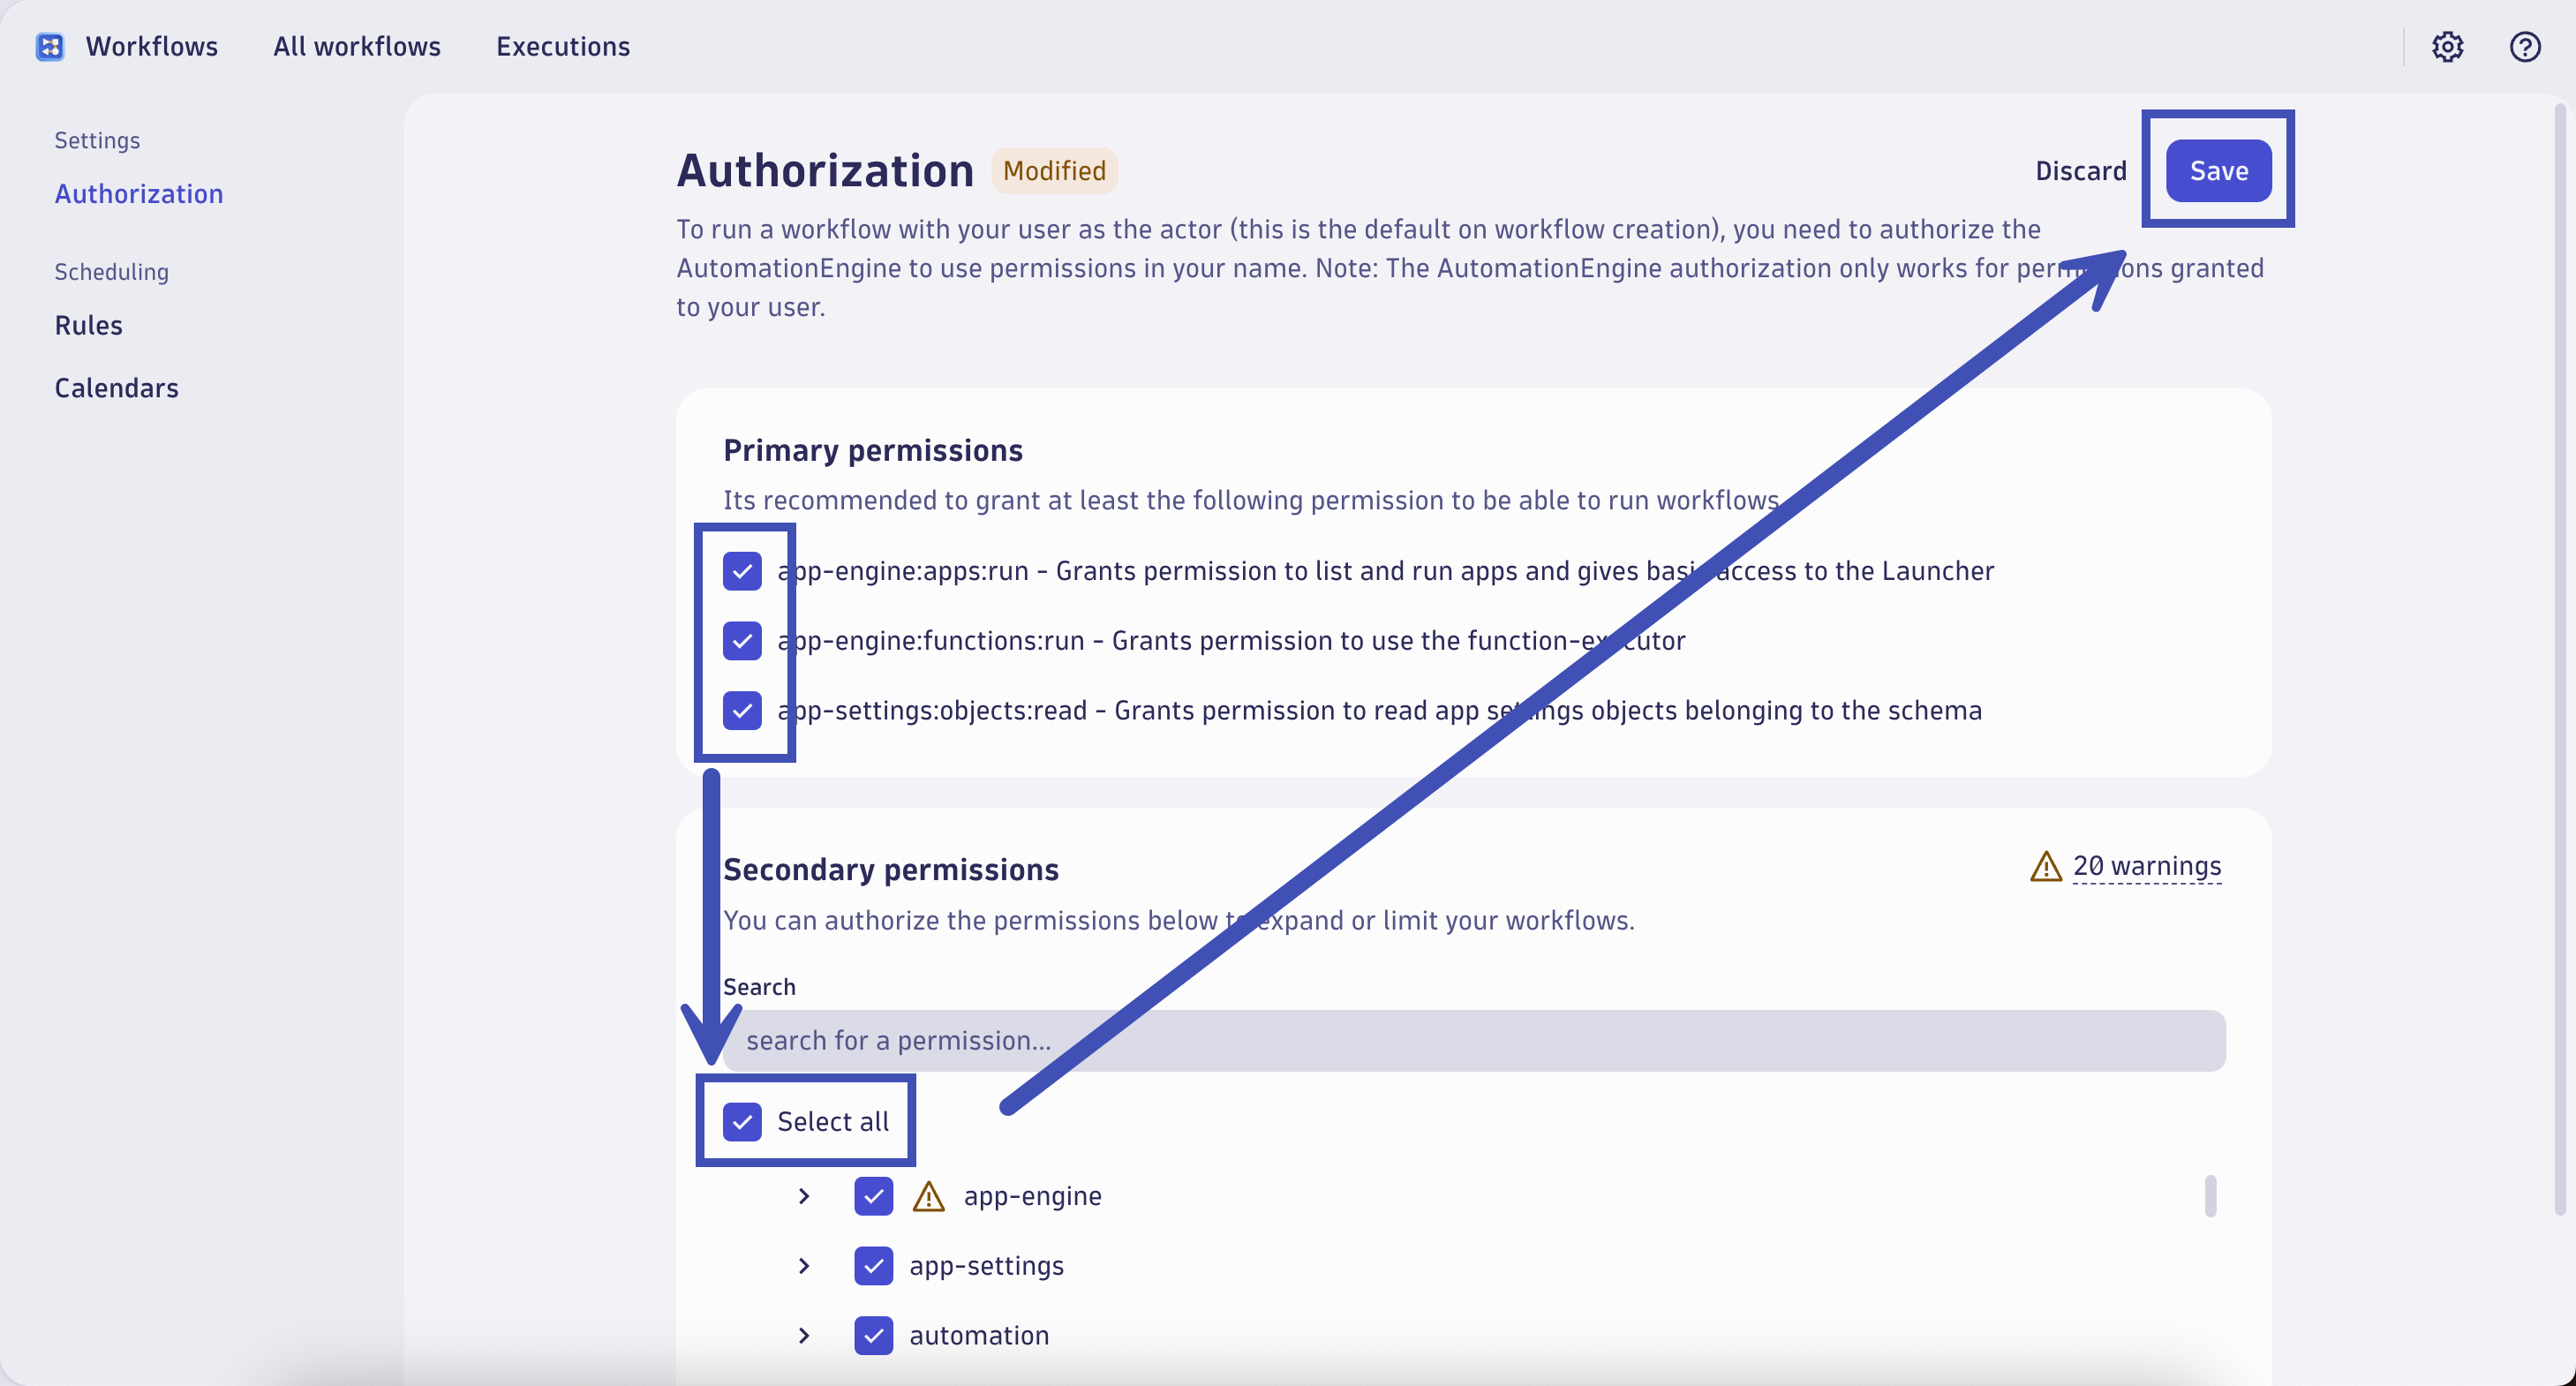 Workflows
All workflows
Executions
Settings
Authorization
Scheduling
Rules
Calendars
Authorization
Modified
Discard
Save
To run a workflow with your user as the actor (this is the default on workflow creation), you need to authorize the
AutomationEngine to use permissions in your name. Note: The AutomationEngine authorization only works for permissions granted
to your user.
Primary permissions
Its recommended to grant at least the following permission to be able to run workflows
app-engine:apps:run - Grants permission to list and run apps and gives basic access to the Launcher
app-engine:functions:run - Grants permission to use the function-executor
app-settings:objects:read - Grants permission to read app settings objects belonging to the schema
Secondary permissions
20 warnings
You can authorize the permissions below to expand or limit your workflows.
Search
search for a permission...
Select all
app-engine
app-settings
automation